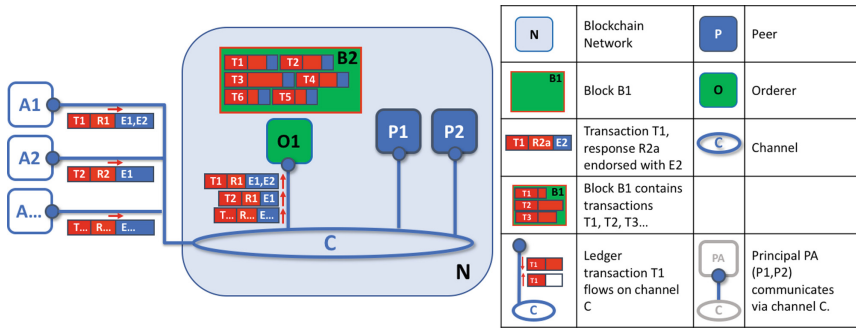 B2
T1
T2
T3
T4
T6
T5
A1
T1 R1 E1,E2
A2
T2 R2 E1
A...
T... R... E...
O1
P1
P2
T1 R1 E1,E2
T2 R1 E1
T... R... E...
C
N
N
Blockchain
Network
P
Peer
B1
Block B1
O
Orderer
T1 R2a E2
Transaction T1,
response R2a
endorsed with E2
C
Channel
B1
T1
T2
T3
Block B1 contains
transactions
T1, T2, T3...
T1
T1
C
Ledger
transaction T1
flows on channel
C
PA
C
Principal PA
(P1,P2)
communicates
via channel C.